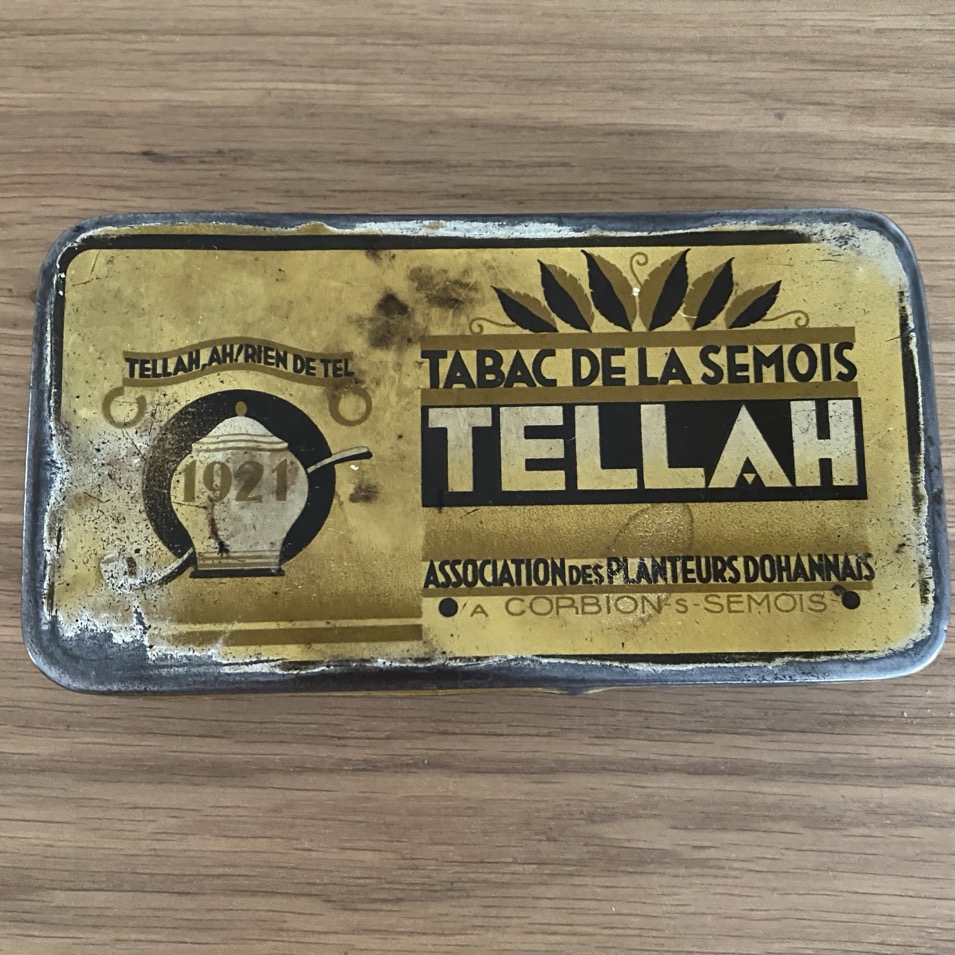 TELLAH, AH! RIEN DE TEL
1921
TABAC DE LA SEMOIS
TELLAH
ASSOCIATION DES PLANTEURS DOHANNAIS
A CORBION-S-SEMOIS